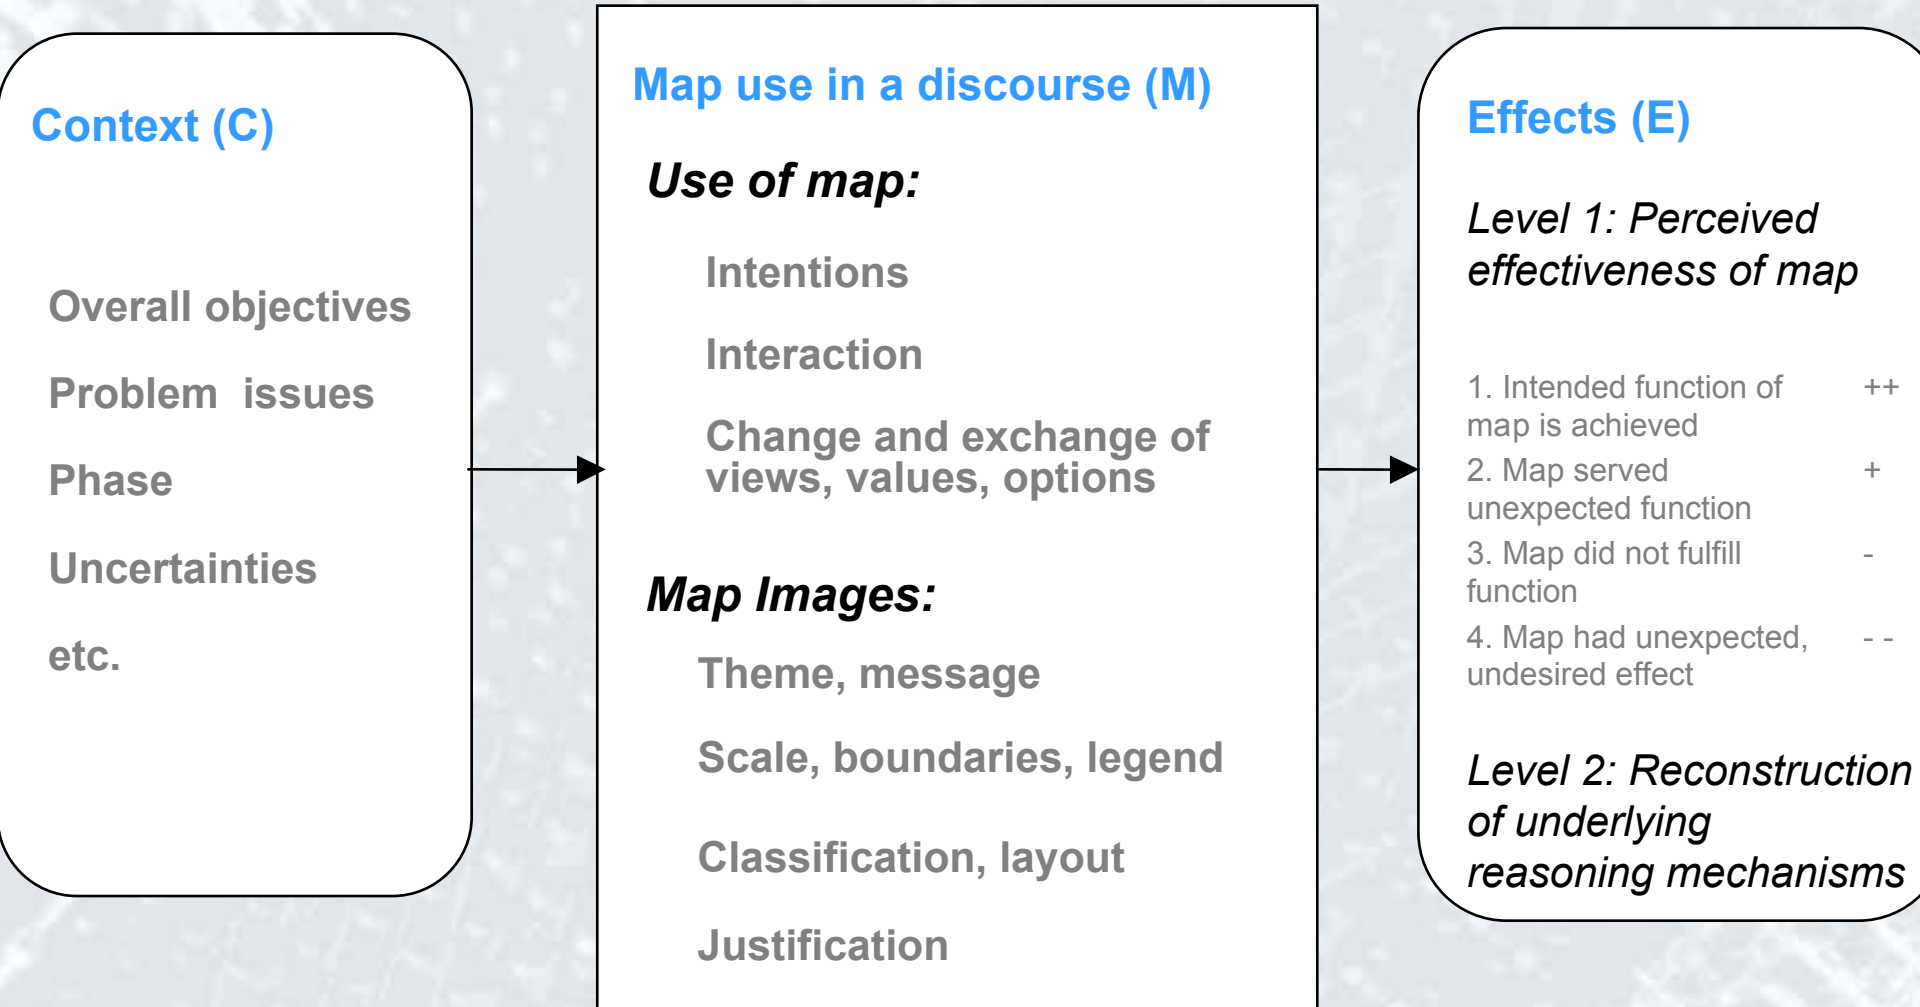 Context (C)
Overall objectives
Problem issues
Phase
Uncertainties
etc.
Map use in a discourse (M)
Use of map:
Intentions
Interaction
Change and exchange of
views, values, options
Map Images:
Theme, message
Scale, boundaries, legend
Classification, layout
Justification
Effects (E)
Level 1: Perceived
effectiveness of map
1. Intended function of ++
map is achieved
2. Map served +
unexpected function
3. Map did not fulfill -
function
4. Map had unexpected, - -
undesired effect
Level 2: Reconstruction
of underlying
reasoning mechanisms